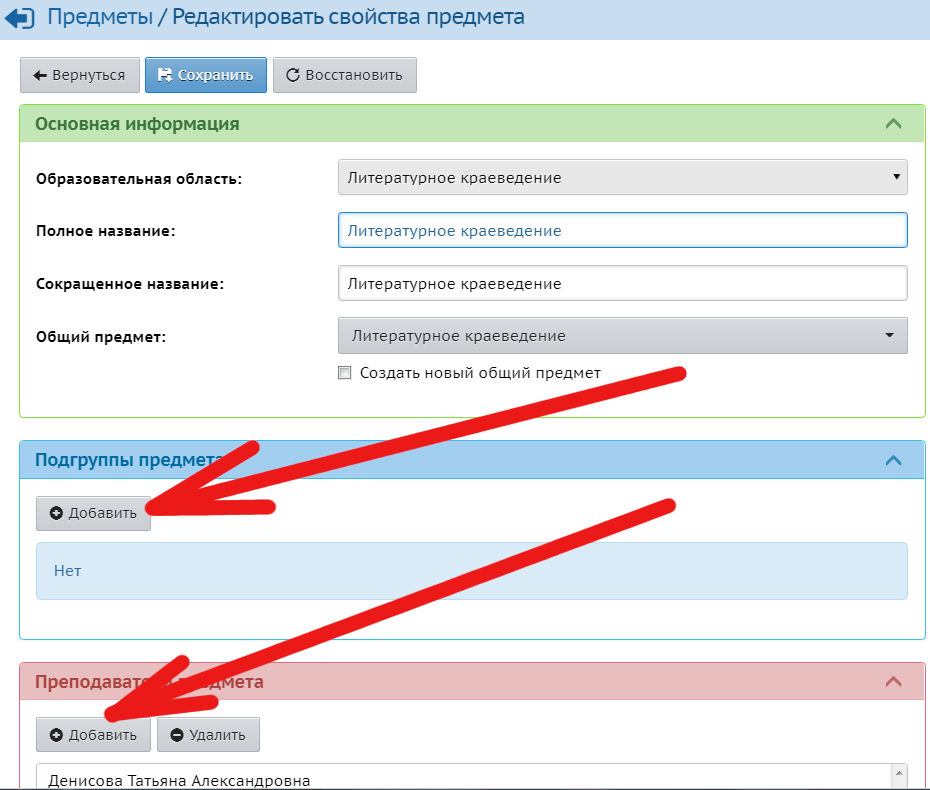 Предметы / Редактировать свойства предмета
Вернуться Сохранить Восстановить
Основная информация
Образовательная область: Литературное краеведение
Полное название: Литературное краеведение
Сокращенное название: Литературное краеведение
Общий предмет: Литературное краеведение
Создать новый общий предмет
Подгруппы предмета
Добавить
Нет
Преподаватели предмета
Добавить Удалить
Денисова Татьяна Александровна